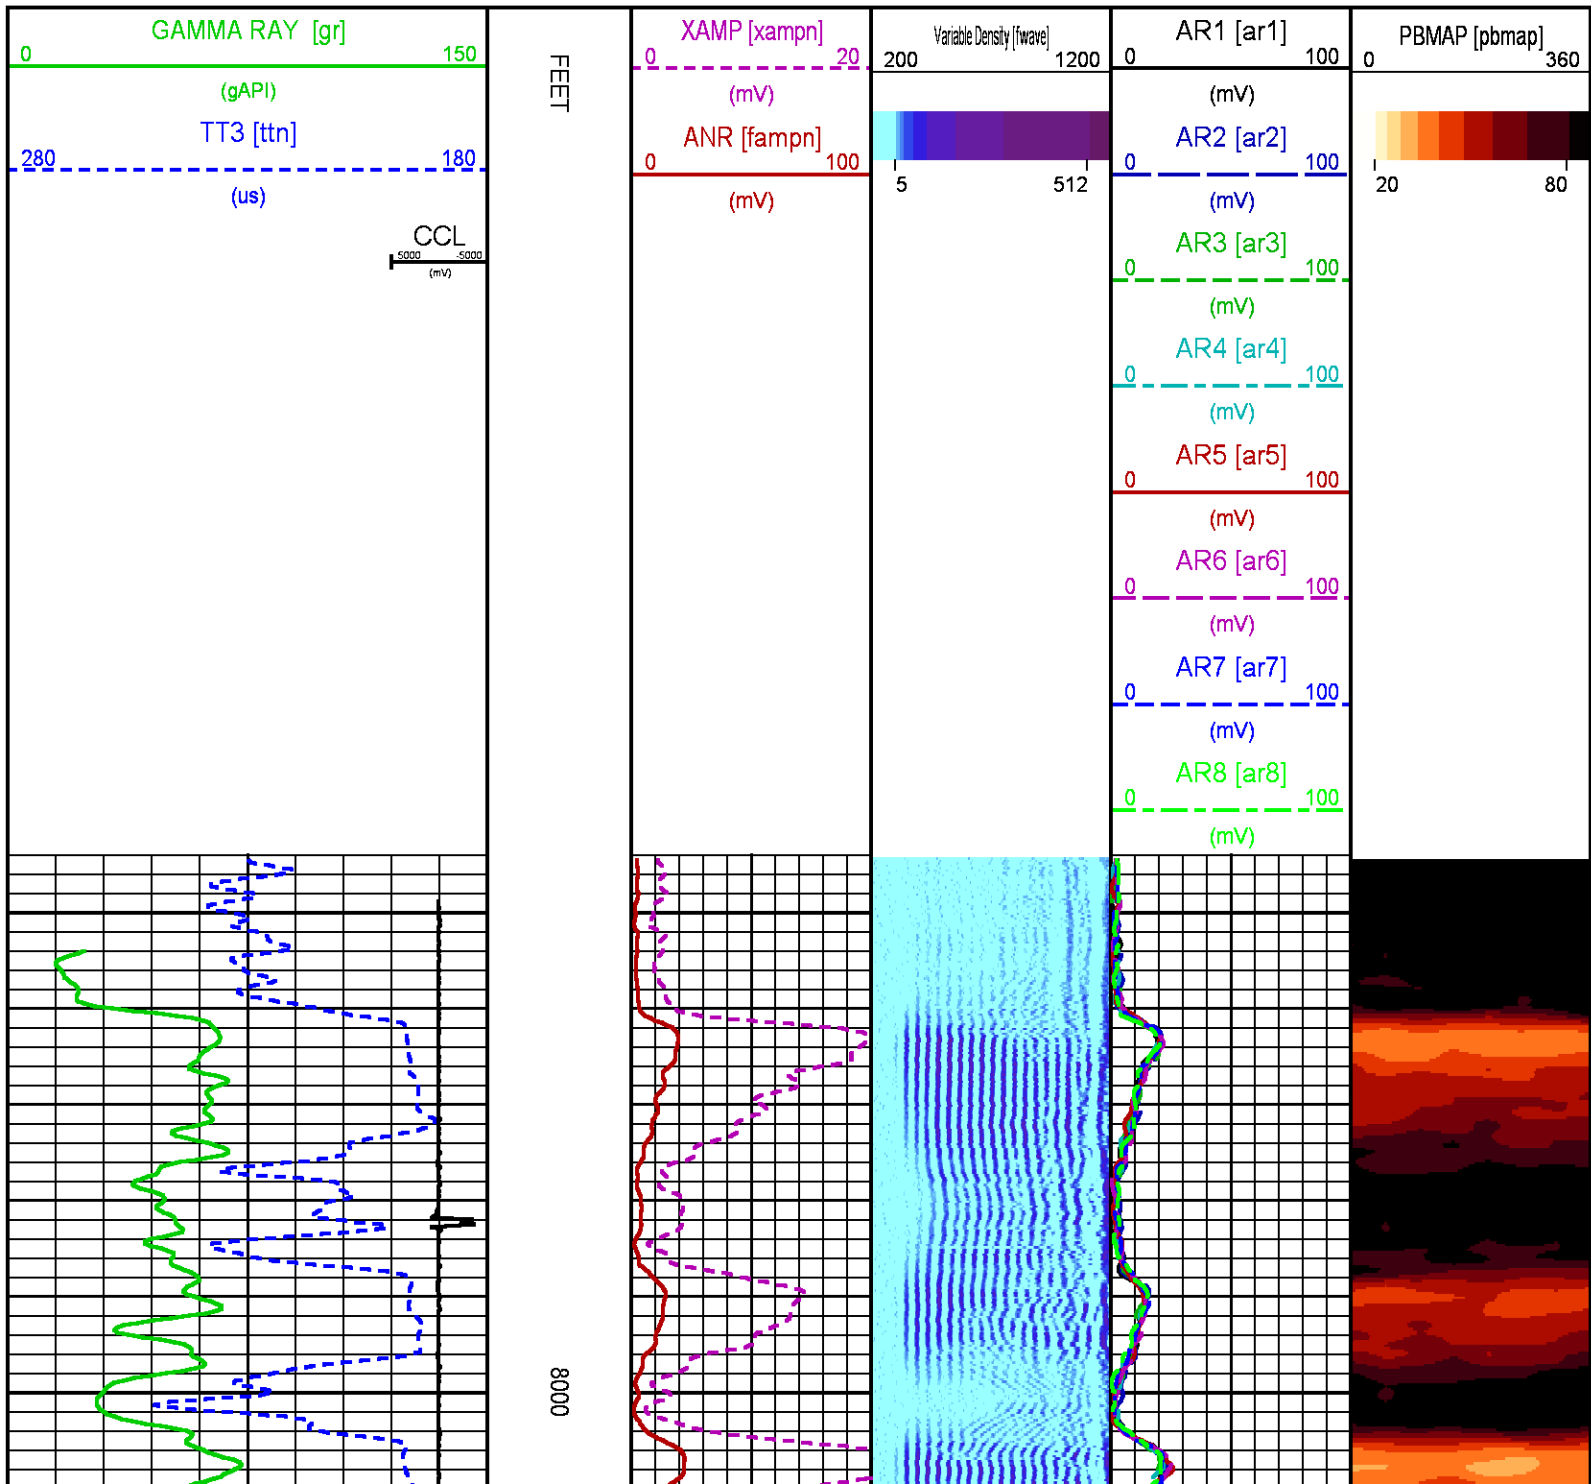 GAMMA RAY [gr]
0 150
(gAPI)
TT3 [ttn]
280 180
(us)
CCL
5000 -5000
(mV)
FEET
8000
XAMP [xampn]
0 20
(mV)
ANR [fampn]
0 100
(mV)
Variable Density [fwave]
200 1200
5 512
AR1 [ar1]
0 100
(mV)
AR2 [ar2]
0 100
(mV)
AR3 [ar3]
0 100
(mV)
AR4 [ar4]
0 100
(mV)
AR5 [ar5]
0 100
(mV)
AR6 [ar6]
0 100
(mV)
AR7 [ar7]
0 100
(mV)
AR8 [ar8]
0 100
(mV)
PBMAP [pbmap]
0 360
20 80